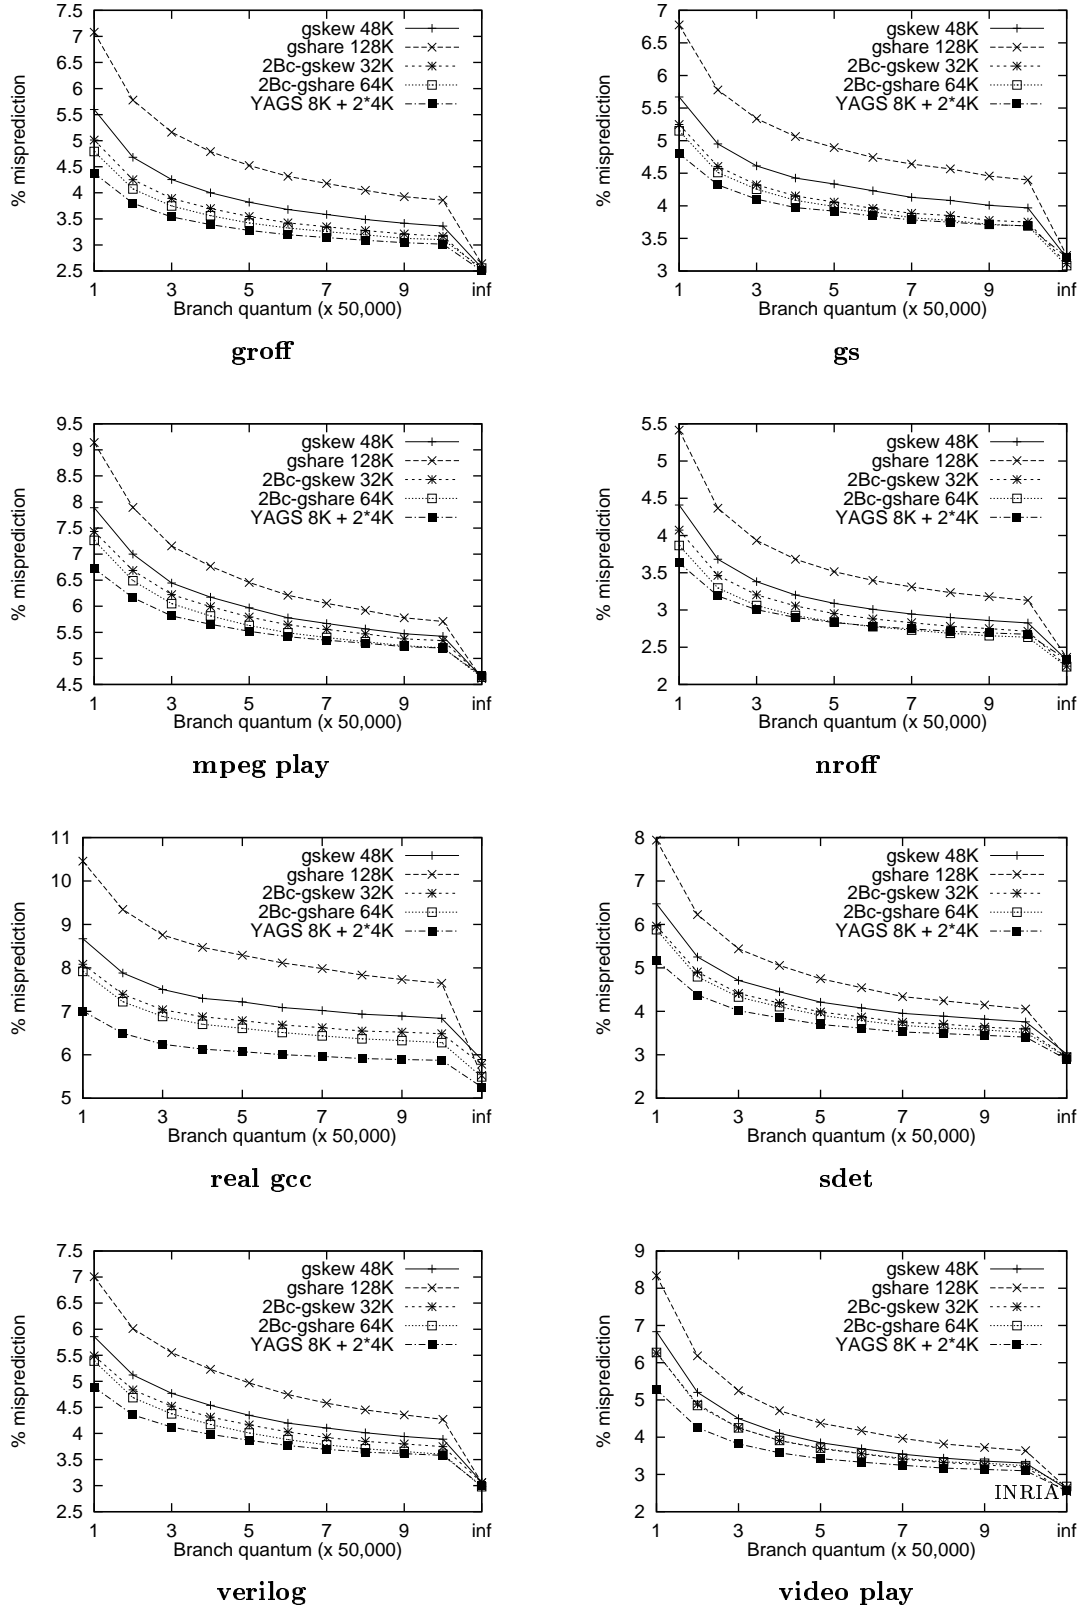 7.5
7
6.5
6
5.5
5
4.5
4
3.5
3
2.5
% misprediction
gskew 48K
gshare 128K
2Bc-gskew 32K
2Bc-gshare 64K
YAGS 8K + 2*4K
1 3 5 7 9 inf
Branch quantum (x 50,000)
groff
7
6.5
6
5.5
5
4.5
4
3.5
3
% misprediction
gskew 48K
gshare 128K
2Bc-gskew 32K
2Bc-gshare 64K
YAGS 8K + 2*4K
1 3 5 7 9 inf
Branch quantum (x 50,000)
gs
9.5
9
8.5
8
7.5
7
6.5
6
5.5
5
4.5
% misprediction
gskew 48K
gshare 128K
2Bc-gskew 32K
2Bc-gshare 64K
YAGS 8K + 2*4K
1 3 5 7 9 inf
Branch quantum (x 50,000)
mpeg play
5.5
5
4.5
4
3.5
3
2.5
2
% misprediction
gskew 48K
gshare 128K
2Bc-gskew 32K
2Bc-gshare 64K
YAGS 8K + 2*4K
1 3 5 7 9 inf
Branch quantum (x 50,000)
nroff
11
10
9
8
7
6
5
% misprediction
gskew 48K
gshare 128K
2Bc-gskew 32K
2Bc-gshare 64K
YAGS 8K + 2*4K
1 3 5 7 9 inf
Branch quantum (x 50,000)
real gcc
8
7
6
5
4
3
2
% misprediction
gskew 48K
gshare 128K
2Bc-gskew 32K
2Bc-gshare 64K
YAGS 8K + 2*4K
1 3 5 7 9 inf
Branch quantum (x 50,000)
sdet
7.5
7
6.5
6
5.5
5
4.5
4
3.5
3
2.5
% misprediction
gskew 48K
gshare 128K
2Bc-gskew 32K
2Bc-gshare 64K
YAGS 8K + 2*4K
1 3 5 7 9 inf
Branch quantum (x 50,000)
verilog
9
8
7
6
5
4
3
2
% misprediction
gskew 48K
gshare 128K
2Bc-gskew 32K
2Bc-gshare 64K
YAGS 8K + 2*4K
INRIA
1 3 5 7 9 inf
Branch quantum (x 50,000)
video play